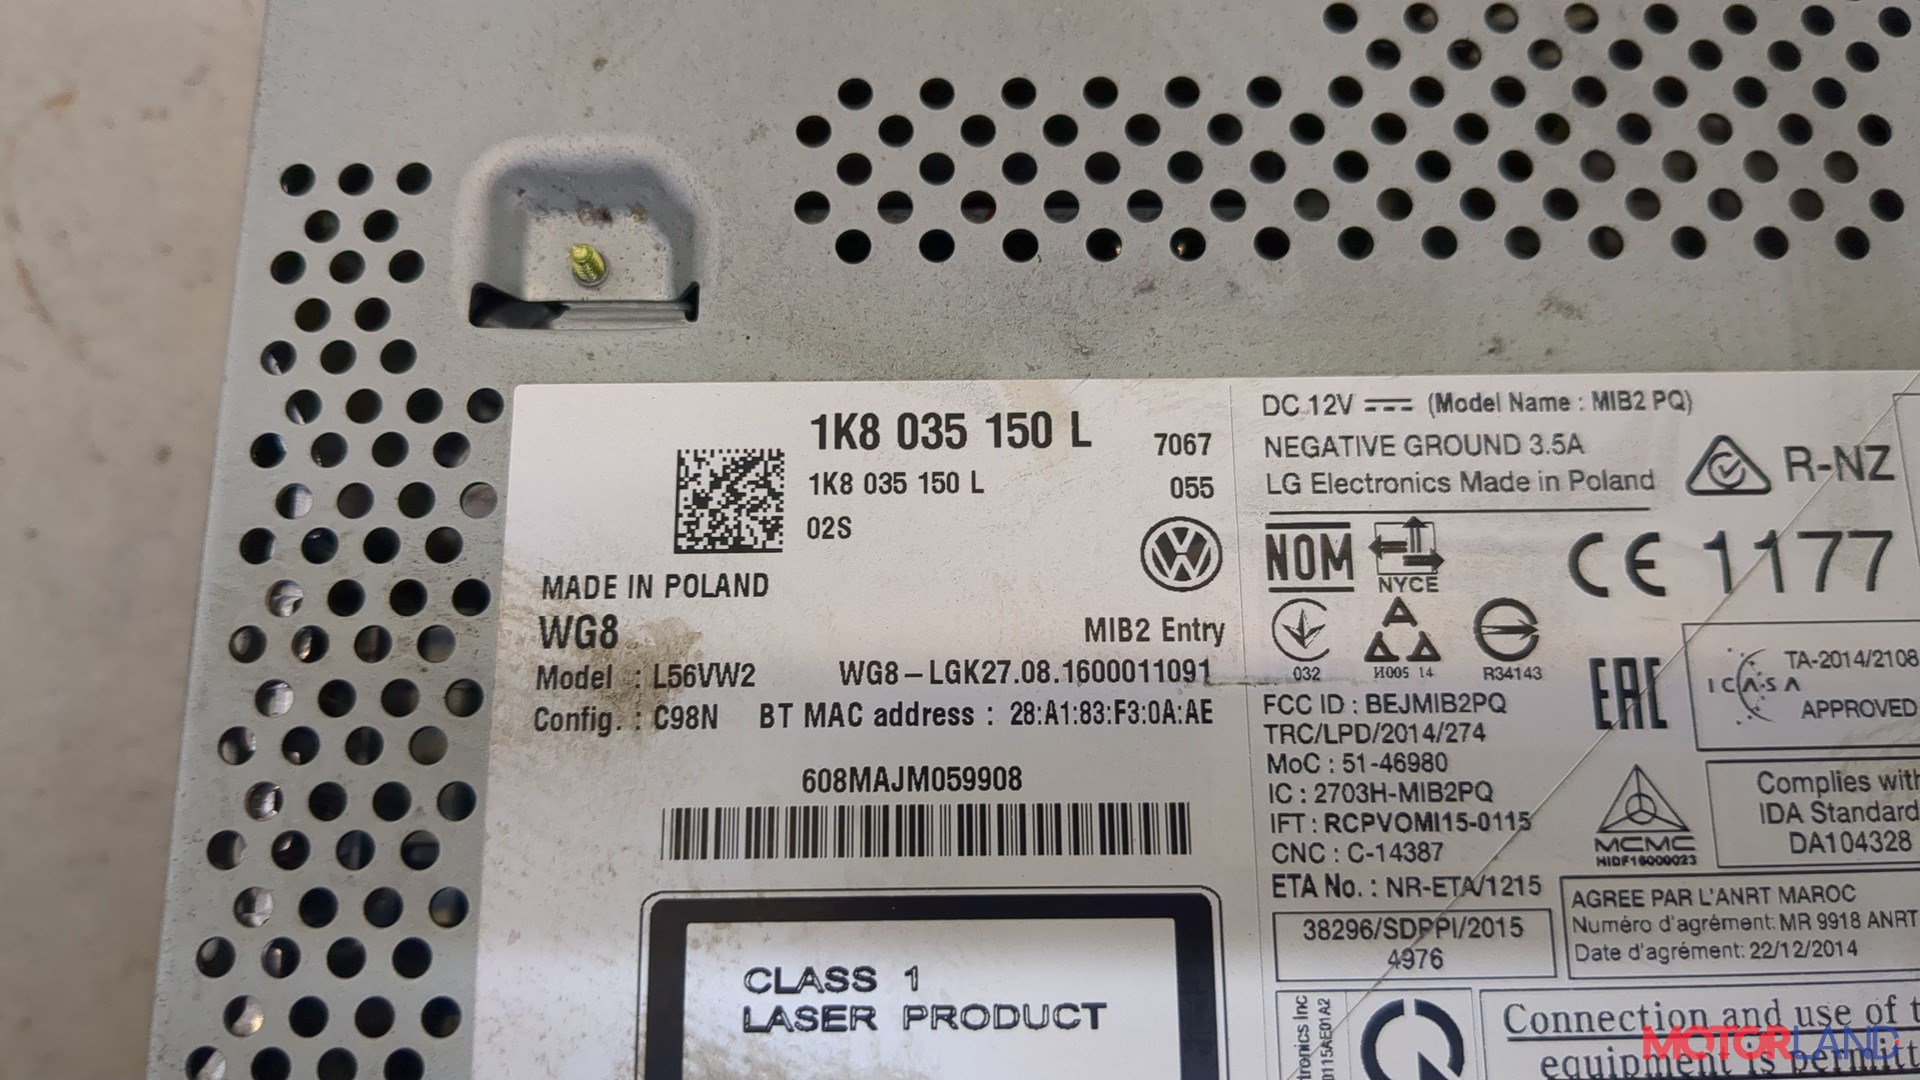 1K8 035 150 L
7067
1K8 035 150 L
055
02S
MADE IN POLAND
WG8
MIB2 Entry
Model : L56VW2
WG8-LGK27.08.1600011091
Config. : C98N
BT MAC address : 28:A1:83:F3:0A:AE
608MAJM059908
CLASS 1
LASER PRODUCT
DC 12V (Model Name : MIB2 PQ)
NEGATIVE GROUND 3.5A
LG Electronics Made in Poland
R-NZ
NOM
NYCE
CE 1177
032
H005 14
R34143
EAC
ICASA
TA-2014/2108
APPROVED
FCC ID : BEJMIB2PQ
TRC/LPD/2014/274
MoC : 51-46980
IC : 2703H-MIB2PQ
IFT : RCPVOMI15-0115
CNC : C-14387
ETA No. : NR-ETA/1215
MCMC
HIDF16000023
Complies with
IDA Standard
DA104328
38296/SDPPI/2015
4976
AGREE PAR L'ANRT MAROC
Numéro d'agrément: MR 9918 ANRT
Date d'agrément: 22/12/2014
Connection and use of
equipment is
MOTORLAND